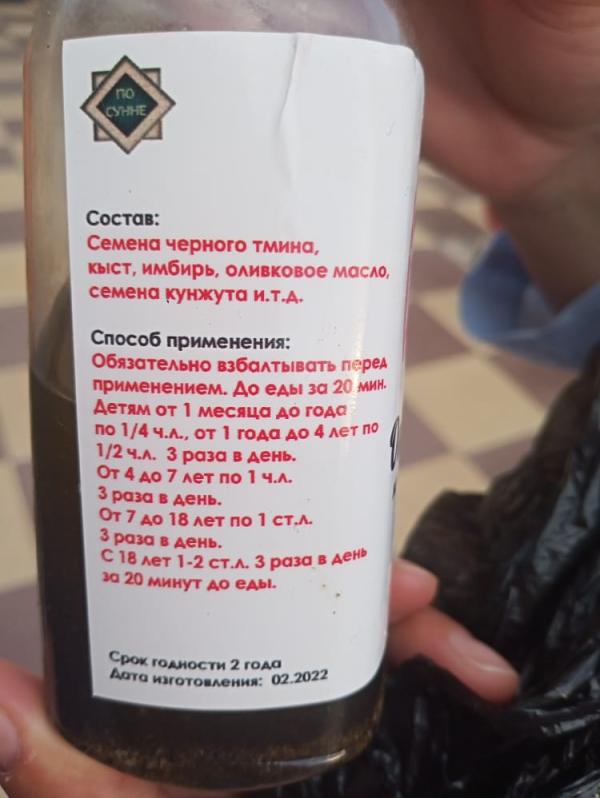 ПО
СУННЕ
Состав:
Семена черного тмина,
кыст, имбирь, оливковое масло,
семена кунжута и.т.д.
Способ применения:
Обязательно взбалтывать перед
применением. До еды за 20 мин.
Детям от 1 месяца до года
по 1/4 ч.л., от 1 года до 4 лет по
1/2 ч.л. 3 раза в день.
От 4 до 7 лет по 1 ч.л.
3 раза в день.
От 7 до 18 лет по 1 ст.л.
3 раза в день.
С 18 лет 1-2 ст.л. 3 раза в день
за 20 минут до еды.
Срок годности 2 года
Дата изготовления: 02.2022